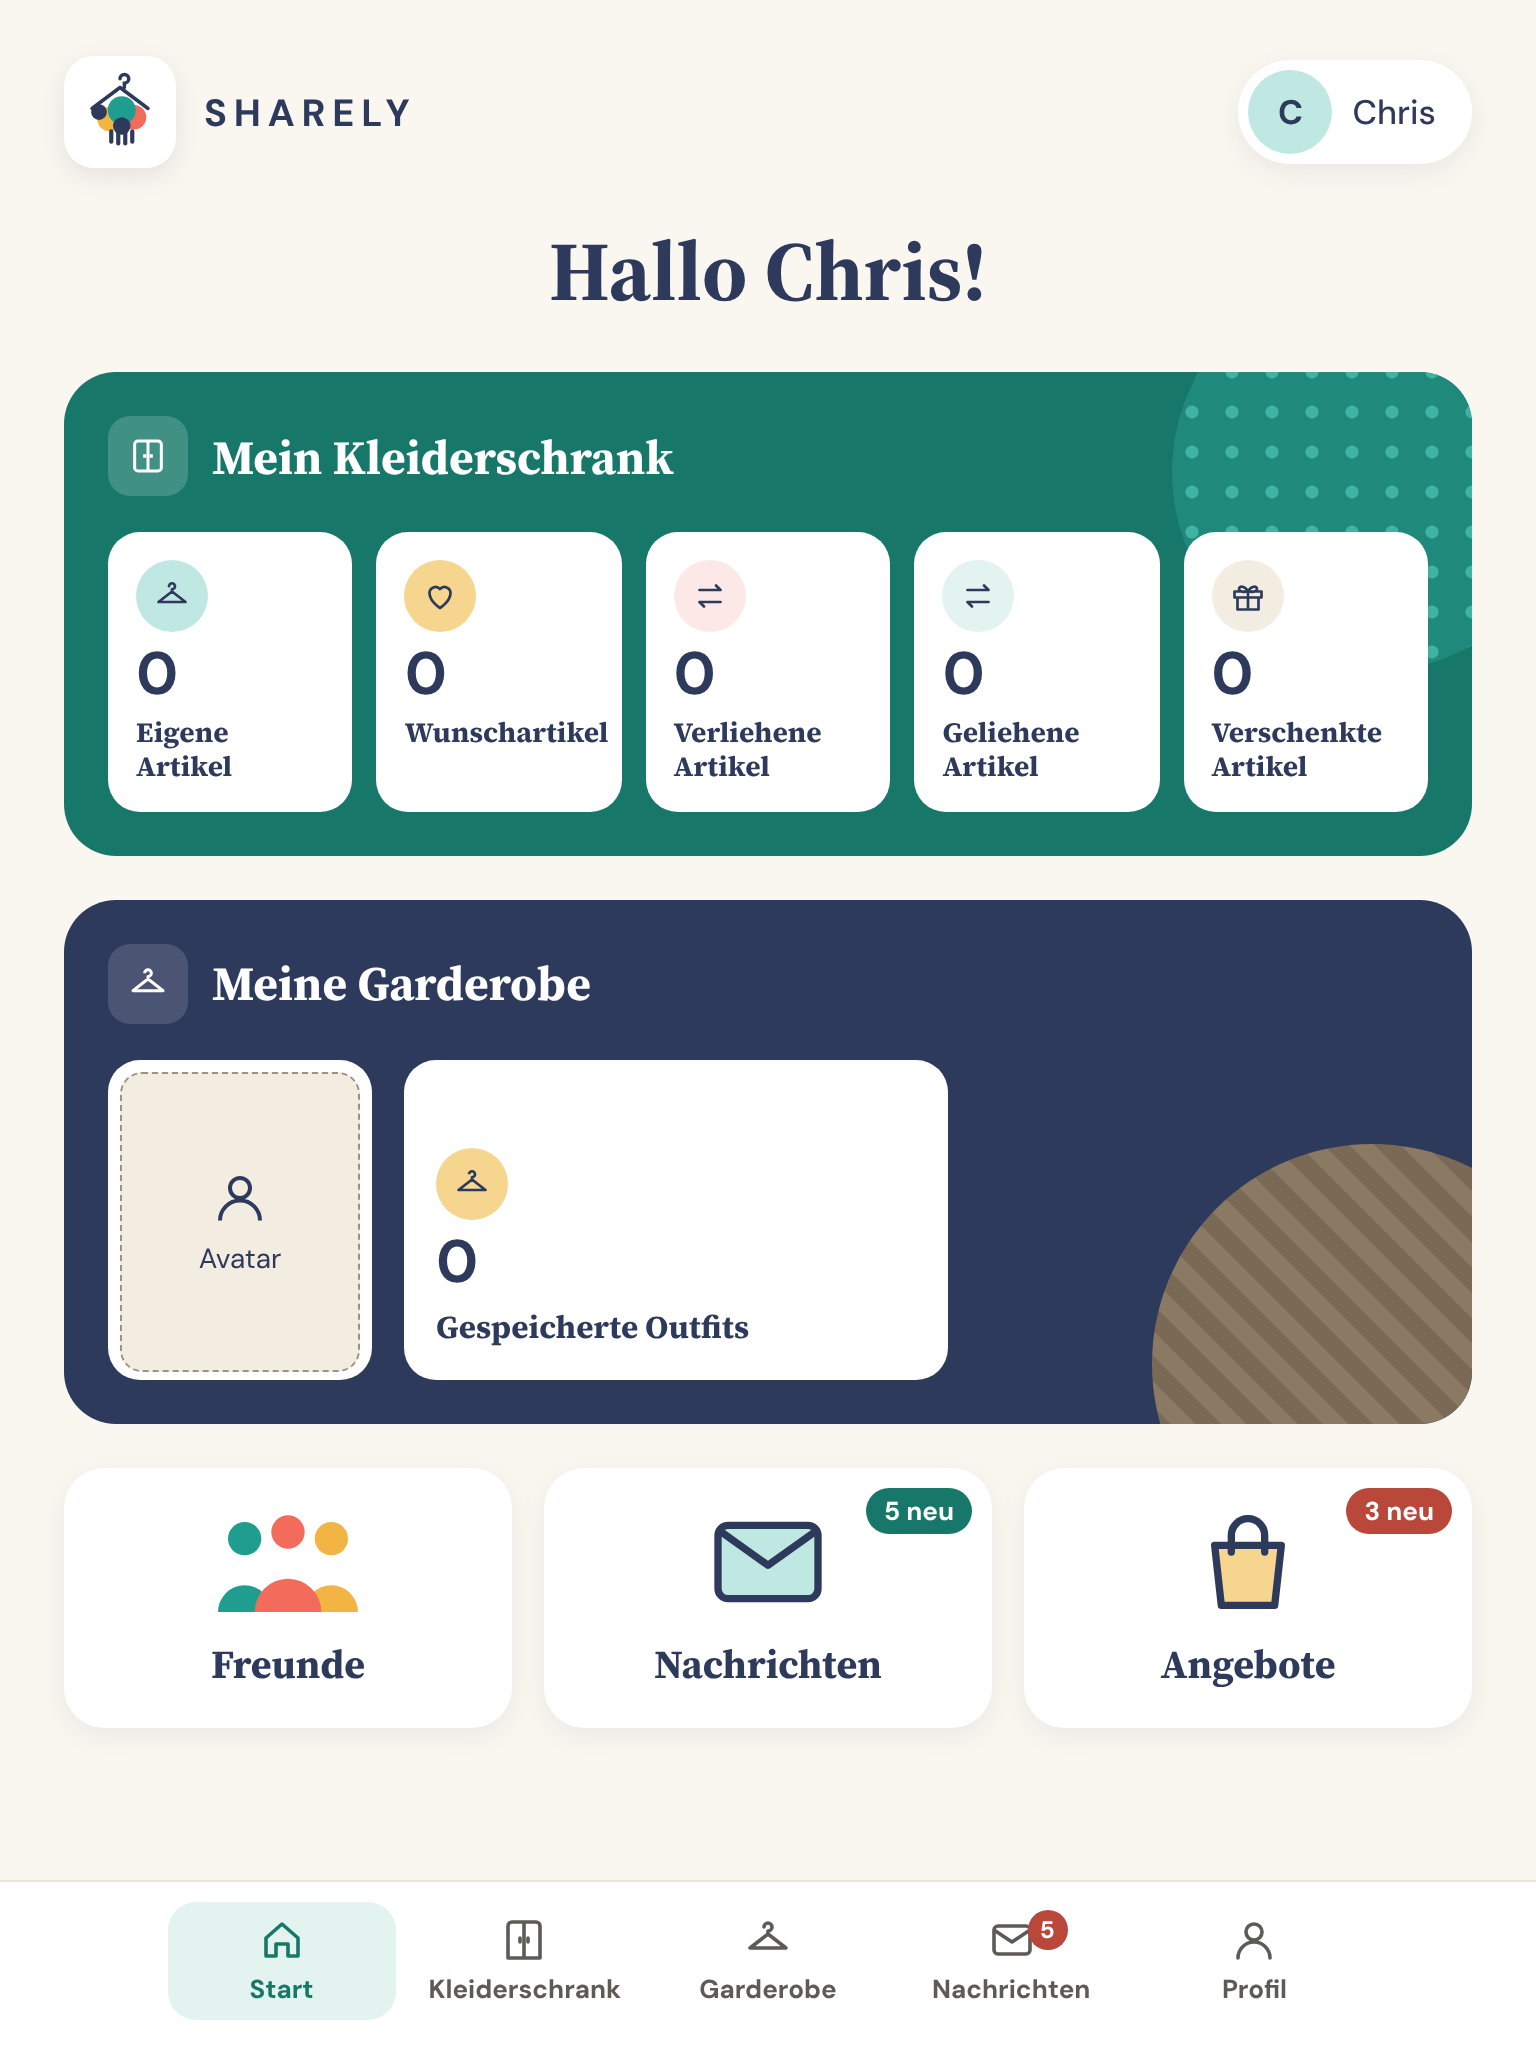 SHARELY
C
Chris
Hallo Chris!
Mein Kleiderschrank
0
Eigene
Artikel
0
Wunschartikel
0
Verliehene
Artikel
0
Geliehene
Artikel
0
Verschenkte
Artikel
Meine Garderobe
Avatar
0
Gespeicherte Outfits
Freunde
5 neu
Nachrichten
3 neu
Angebote
Start
Kleiderschrank
Garderobe
5
Nachrichten
Profil